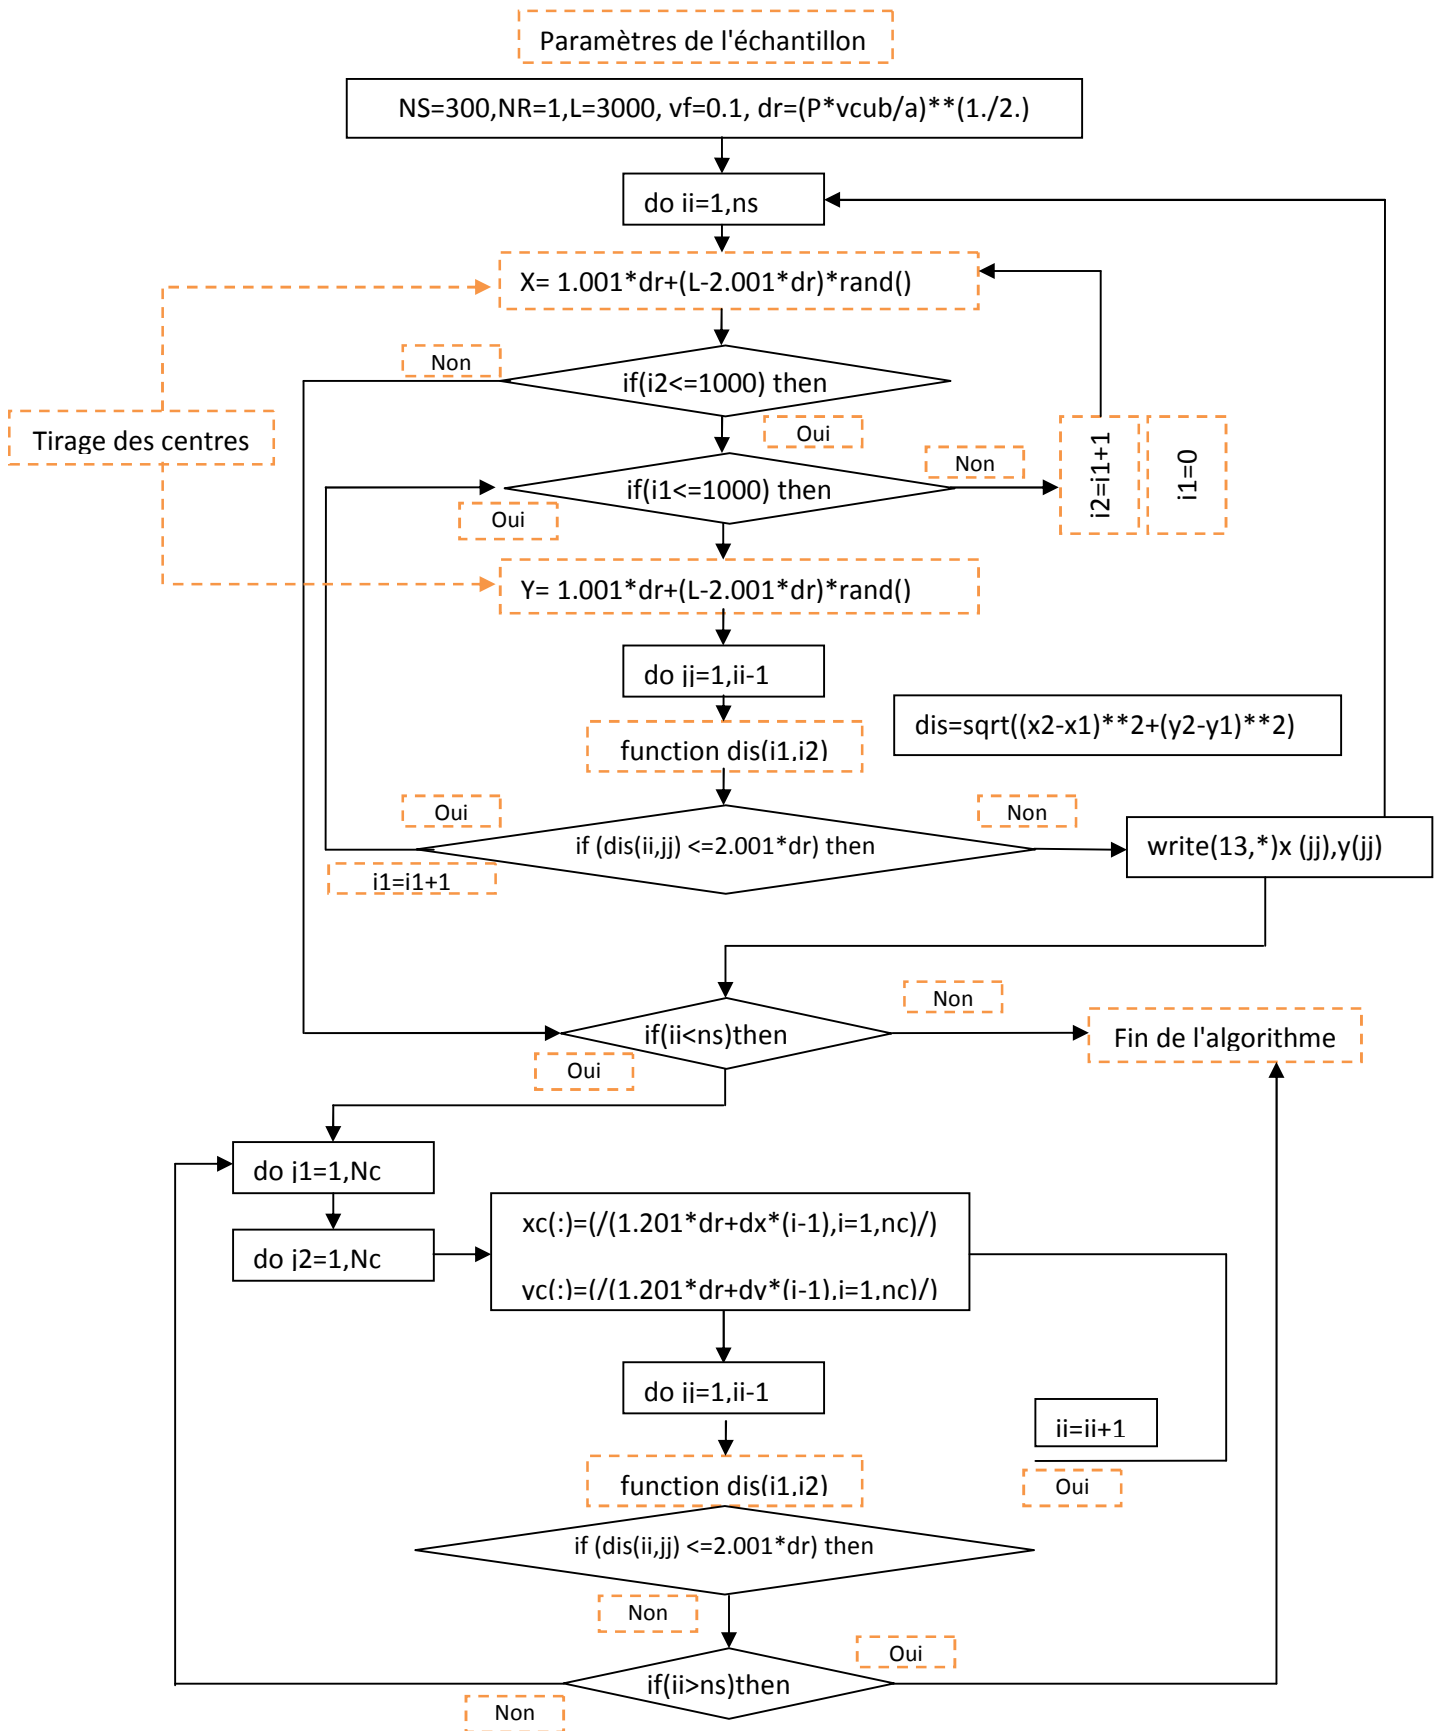 Paramètres de l'échantillon
NS=300,NR=1,L=3000, vf=0.1, dr=(P*vcub/a)**(1./2.)
do ii=1,ns
X= 1.001*dr+(L-2.001*dr)*rand()
Non
if(i2<=1000) then
Tirage des centres
Oui
Non
if(i1<=1000) then
i2=i1+1
i1=0
Oui
Y= 1.001*dr+(L-2.001*dr)*rand()
do jj=1,ii-1
dis=sqrt((x2-x1)**2+(y2-y1)**2)
function dis(i1,i2)
Oui
Non
if (dis(ii,jj) <=2.001*dr) then
write(13,*)x (jj),y(jj)
i1=i1+1
Non
if(ii<ns)then
Fin de l'algorithme
Oui
do j1=1,Nc
xc(:)=(/(1.201*dr+dx*(i-1),i=1,nc)/)
do j2=1,Nc
yc(:)=(/(1.201*dr+dy*(i-1),i=1,nc)/)
do jj=1,ii-1
ii=ii+1
function dis(i1,i2)
Oui
if (dis(ii,jj) <=2.001*dr) then
Non
Oui
if(ii>ns)then
Non